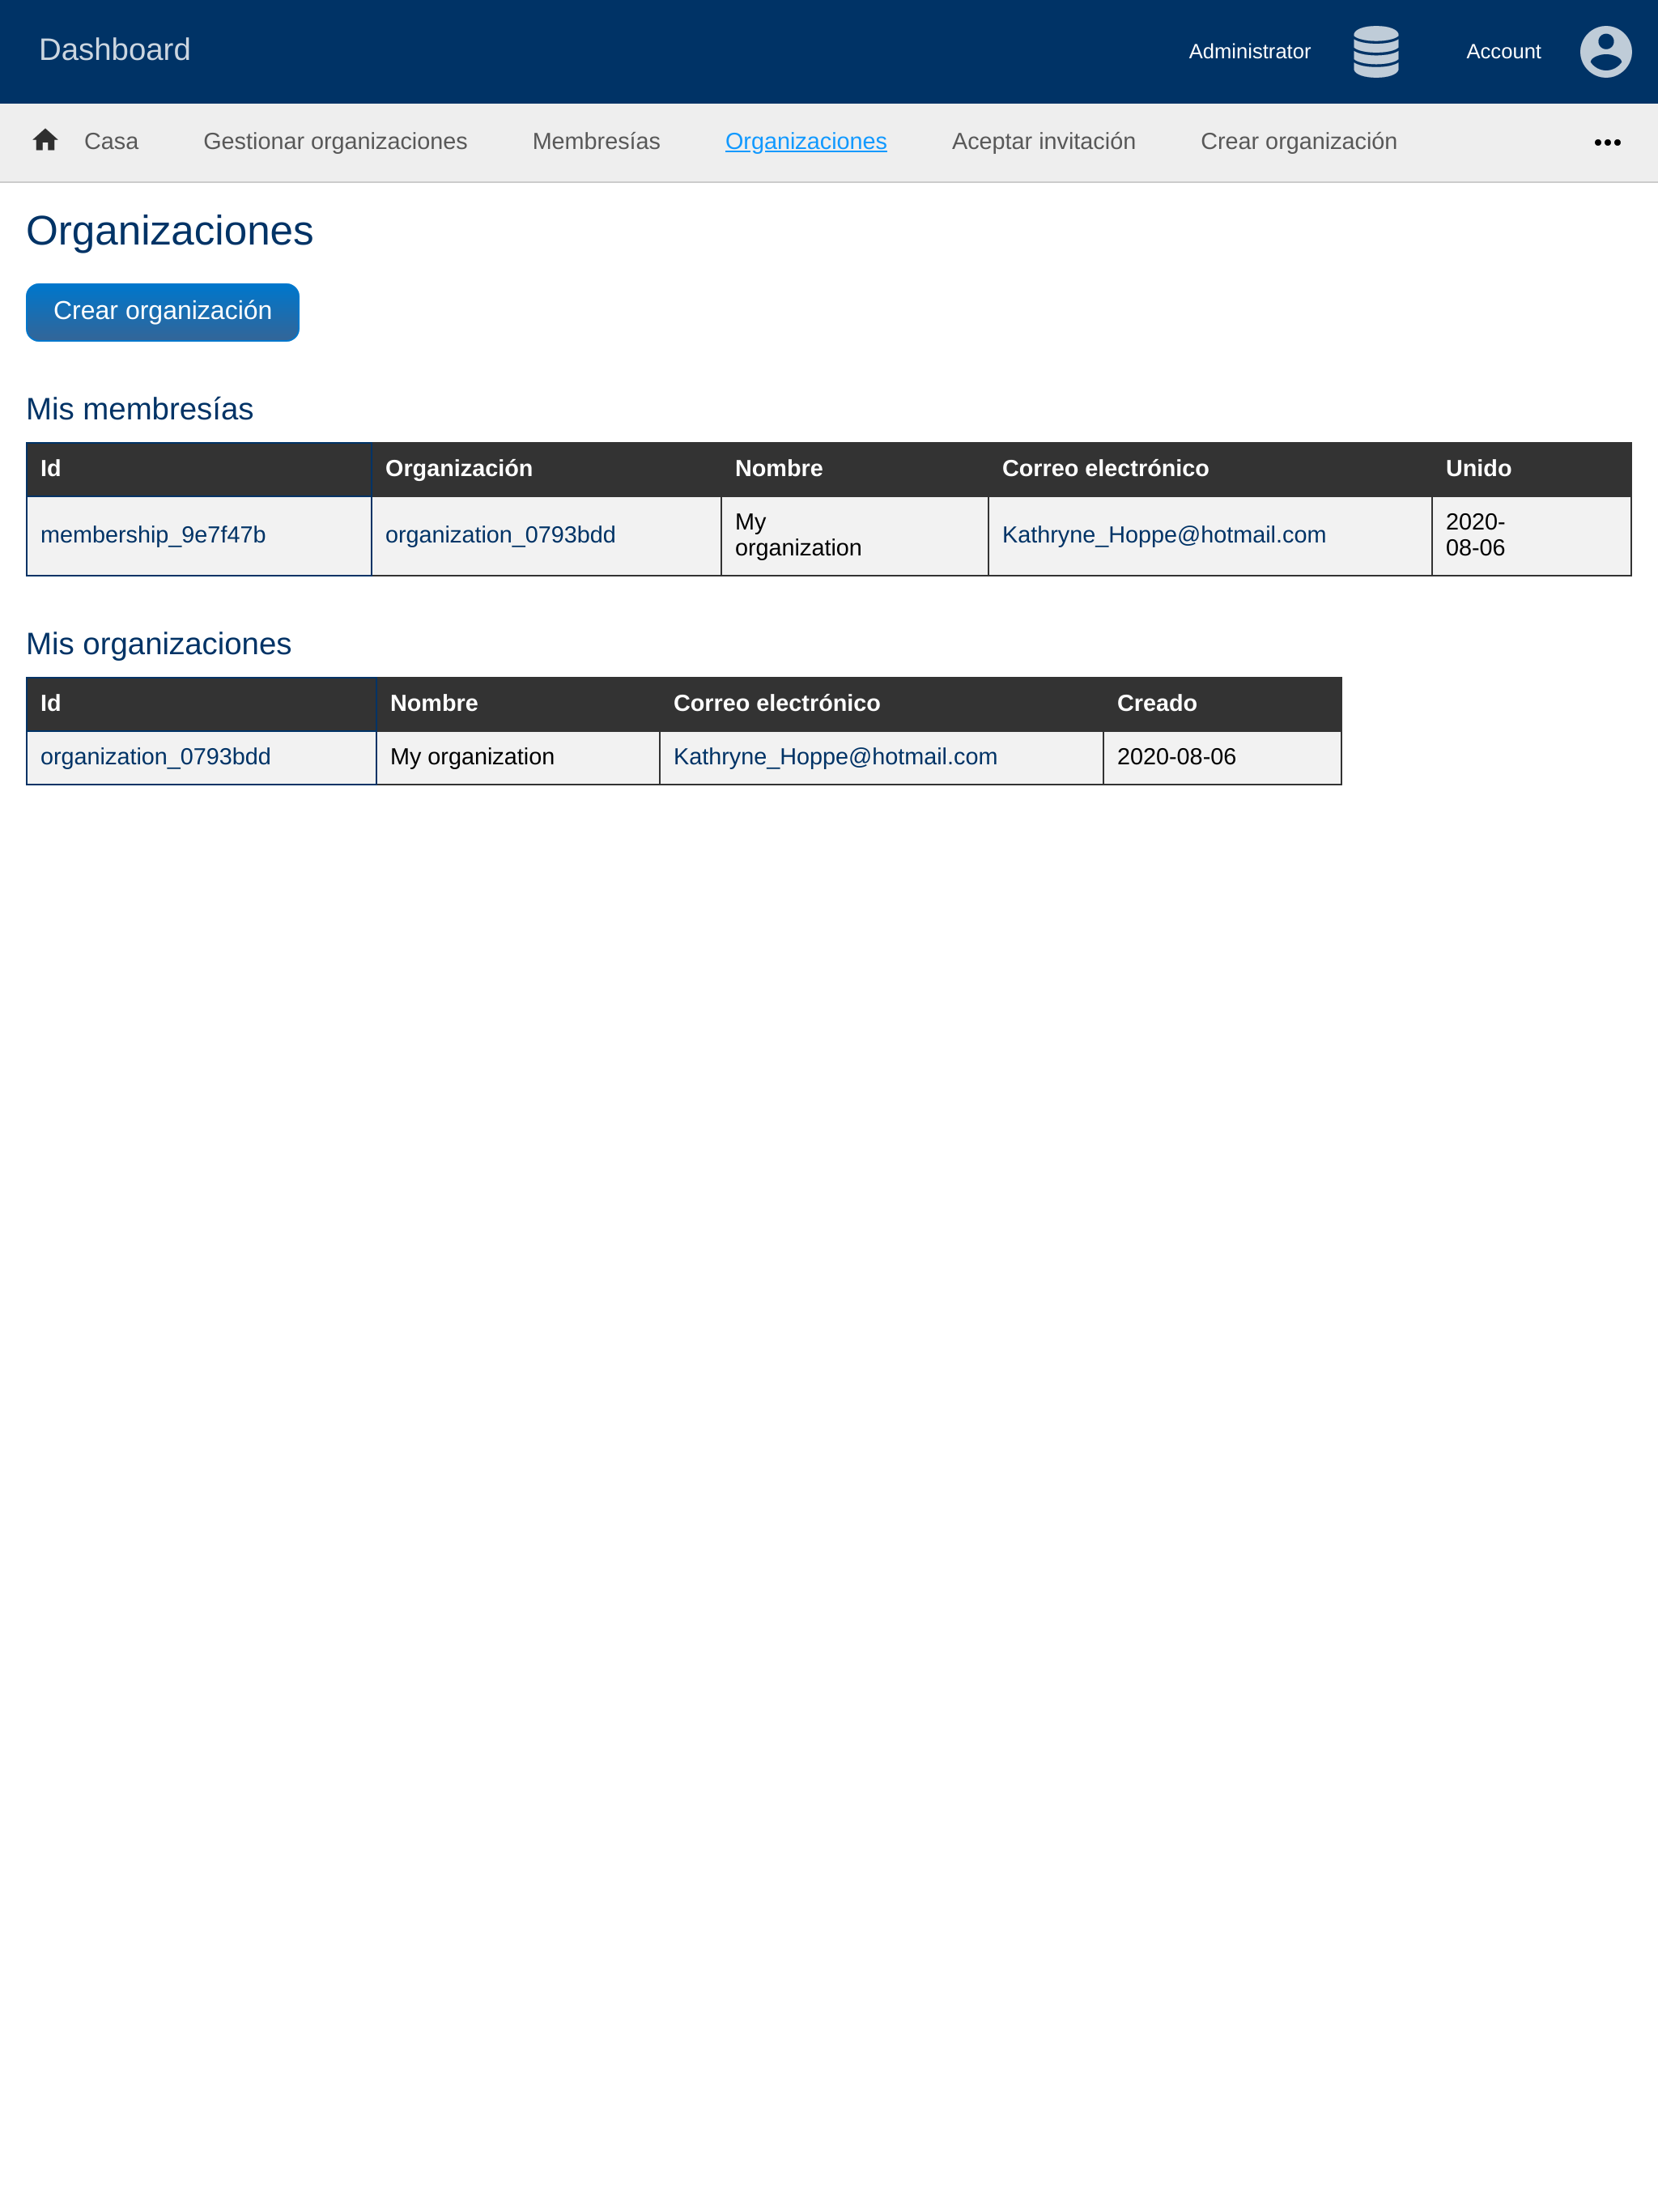 Dashboard
Administrator
Account
Casa
Gestionar organizaciones
Membresías
Organizaciones
Aceptar invitación
Crear organización
Organizaciones
Crear organización
Mis membresías
Id
Organización
Nombre
Correo electrónico
Unido
membership_9e7f47b
organization_0793bdd
My
organization
Kathryne_Hoppe@hotmail.com
2020-
08-06
Mis organizaciones
Id
Nombre
Correo electrónico
Creado
organization_0793bdd
My organization
Kathryne_Hoppe@hotmail.com
2020-08-06